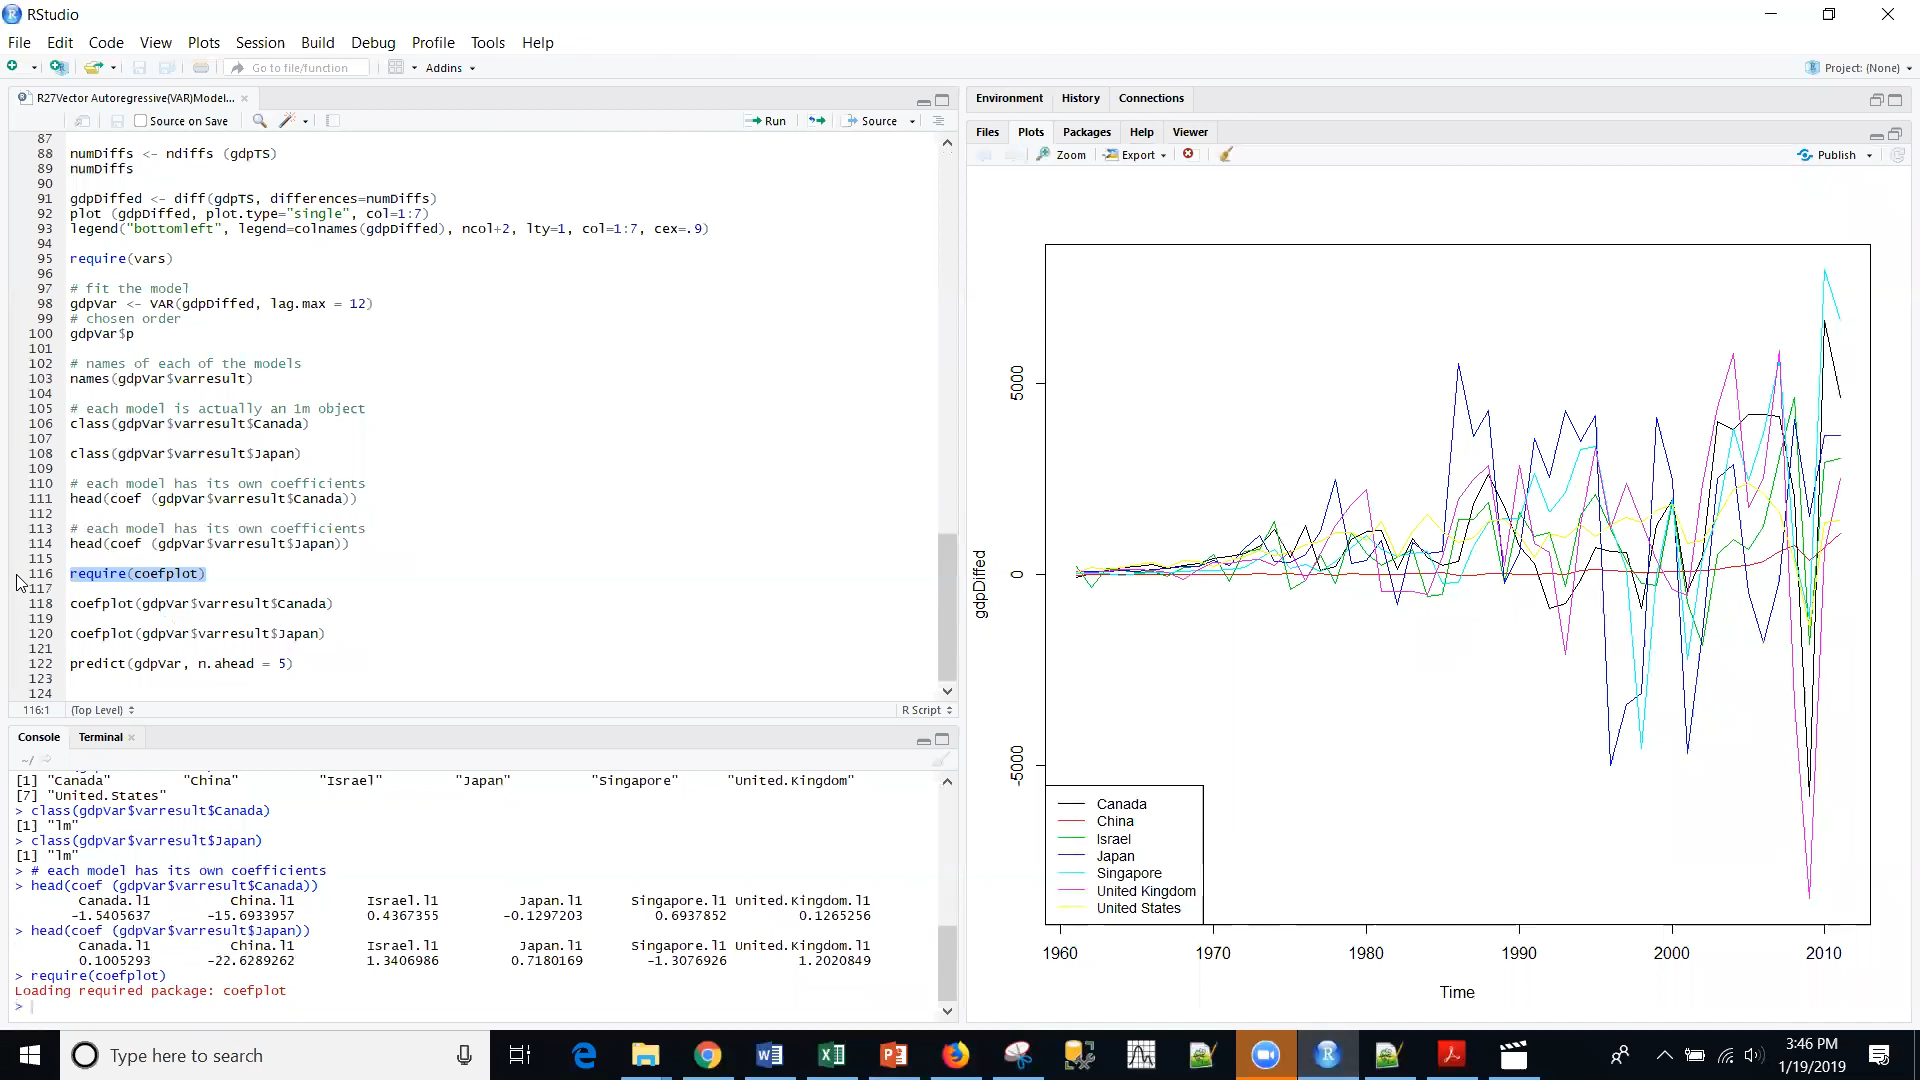 RStudio
File Edit Code View Plots Session Build Debug Profile Tools Help
Go to file/function
Addins
Project: (None)
R27Vector Autoregressive(VAR)Model...
Source on Save
Run
Source
87
88 numDiffs <- ndiffs (gdpTS)
89 numDiffs
90
91 gdpDiffed <- diff(gdpTS, differences=numDiffs)
92 plot (gdpDiffed, plot.type="single", col=1:7)
93 legend("bottomleft", legend=colnames(gdpDiffed), ncol+2, lty=1, col=1:7, cex=.9)
94
95 require(vars)
96
97 # fit the model
98 gdpVar <- VAR(gdpDiffed, lag.max = 12)
99 # chosen order
100 gdpVar$p
101
102 # names of each of the models
103 names(gdpVar$varresult)
104
105 # each model is actually an 1m object
106 class(gdpVar$varresult$Canada)
107
108 class(gdpVar$varresult$Japan)
109
110 # each model has its own coefficients
111 head(coef (gdpVar$varresult$Canada))
112
113 # each model has its own coefficients
114 head(coef (gdpVar$varresult$Japan))
115
116 require(coefplot)
117
118 coefplot(gdpVar$varresult$Canada)
119
120 coefplot(gdpVar$varresult$Japan)
121
122 predict(gdpVar, n.ahead = 5)
123
124
116:1 (Top Level) R Script
Console Terminal
~/
[1] "Canada" "China" "Israel" "Japan" "Singapore" "United.Kingdom"
[7] "United.States"
> class(gdpVar$varresult$Canada)
[1] "lm"
> class(gdpVar$varresult$Japan)
[1] "lm"
> # each model has its own coefficients
> head(coef (gdpVar$varresult$Canada))
Canada.l1 China.l1 Israel.l1 Japan.l1 Singapore.l1 United.Kingdom.l1
-1.5405637 -15.6933957 0.4367355 -0.1297203 0.6937852 0.1265256
> head(coef (gdpVar$varresult$Japan))
Canada.l1 China.l1 Israel.l1 Japan.l1 Singapore.l1 United.Kingdom.l1
0.1005293 -22.6289262 1.3406986 0.7180169 -1.3076926 1.2020849
> require(coefplot)
Loading required package: coefplot
>
Environment History Connections
Files Plots Packages Help Viewer
Zoom Export Publish
gdpDiffed
5000
0
-5000
Canada
China
Israel
Japan
Singapore
United Kingdom
United States
1960 1970 1980 1990 2000 2010
Time
Type here to search
3:46 PM
1/19/2019